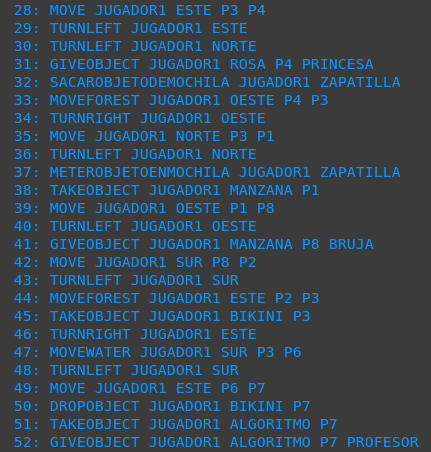 28: MOVE JUGADOR1 ESTE P3 P4
29: TURNLEFT JUGADOR1 ESTE
30: TURNLEFT JUGADOR1 NORTE
31: GIVEOBJECT JUGADOR1 ROSA P4 PRINCESA
32: SACAROBJETODEMOCHILA JUGADOR1 ZAPATILLA
33: MOVEFOREST JUGADOR1 OESTE P4 P3
34: TURNRIGHT JUGADOR1 OESTE
35: MOVE JUGADOR1 NORTE P3 P1
36: TURNLEFT JUGADOR1 NORTE
37: METEROBJETOENMOCHILA JUGADOR1 ZAPATILLA
38: TAKEOBJECT JUGADOR1 MANZANA P1
39: MOVE JUGADOR1 OESTE P1 P8
40: TURNLEFT JUGADOR1 OESTE
41: GIVEOBJECT JUGADOR1 MANZANA P8 BRUJA
42: MOVE JUGADOR1 SUR P8 P2
43: TURNLEFT JUGADOR1 SUR
44: MOVEFOREST JUGADOR1 ESTE P2 P3
45: TAKEOBJECT JUGADOR1 BIKINI P3
46: TURNRIGHT JUGADOR1 ESTE
47: MOVEWATER JUGADOR1 SUR P3 P6
48: TURNLEFT JUGADOR1 SUR
49: MOVE JUGADOR1 ESTE P6 P7
50: DROPOBJECT JUGADOR1 BIKINI P7
51: TAKEOBJECT JUGADOR1 ALGORITMO P7
52: GIVEOBJECT JUGADOR1 ALGORITMO P7 PROFESOR